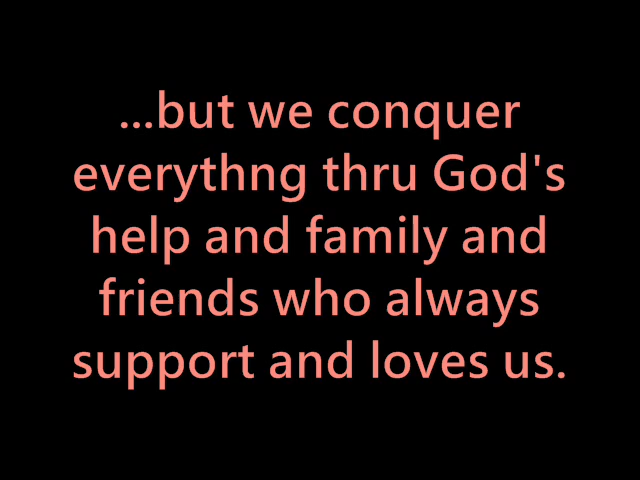 ...but we conquer
everythng thru God's
help and family and
friends who always
support and loves us.